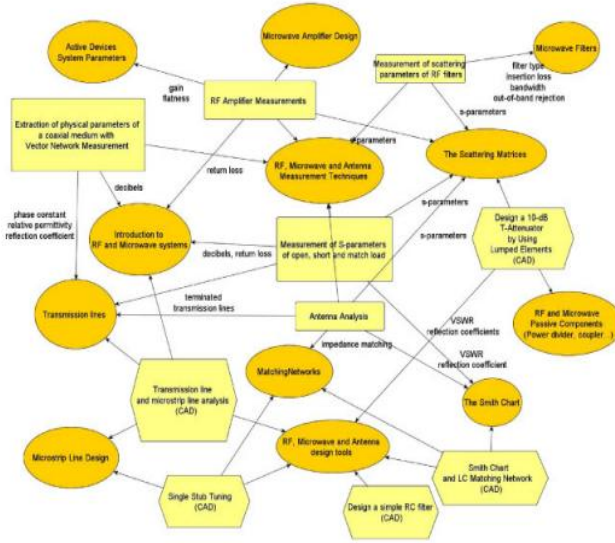 Microwave Amplifier Design
Active Devices
System Parameters
Measurement of scattering
parameters of RF filters
Microwave Filters
filter type
insertion loss
bandwidth
out-of-band rejection
gain
flatness
RF Amplifier Measurements
s-parameters
Extraction of physical parameters of
a coaxial medium with
Vector Network Measurement
s-parameters
The Scattering Matrices
return loss
RF, Microwave and Antenna
Measurement Techniques
decibels
phase constant
relative permittivity
reflection coefficient
Introduction to
RF and Microwave systems
s-parameters
s-parameters
Design a 10-dB
T-Attenuator
by Using
Lumped Elements
(CAD)
decibels, return loss
Measurement of S-parameters
of open, short and match load
Transmission lines
terminated
transmission lines
Antenna Analysis
VSWR
reflection coefficients
RF and Microwave
Passive Components
(Power divider, coupler...)
impedance matching
VSWR
reflection coefficient
MatchingNetworks
Transmission line
and microstrip line analysis
(CAD)
The Smith Chart
Microstrip Line Design
RF, Microwave and Antenna
design tools
Smith Chart
and LC Matching Network
(CAD)
Single Stub Tuning
(CAD)
Design a simple RC filter
(CAD)